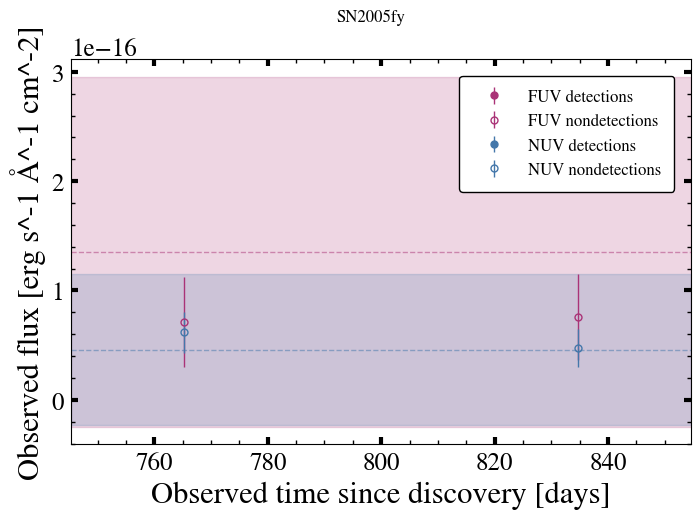 SN2005fy
1e−16
3
2
1
0
Observed flux [erg s^-1 Å^-1 cm^-2]
FUV detections
FUV nondetections
NUV detections
NUV nondetections
760 780 800 820 840
Observed time since discovery [days]